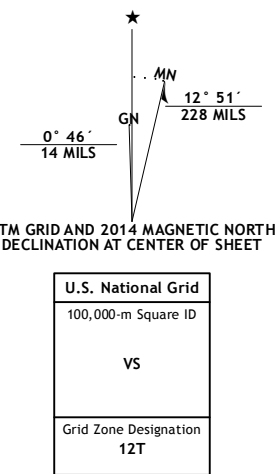 ★
MN
GN
12° 51´
228 MILS
0° 46´
14 MILS
TM GRID AND 2014 MAGNETIC NORTH
DECLINATION AT CENTER OF SHEET
U.S. National Grid
100,000-m Square ID
VS
Grid Zone Designation
12T